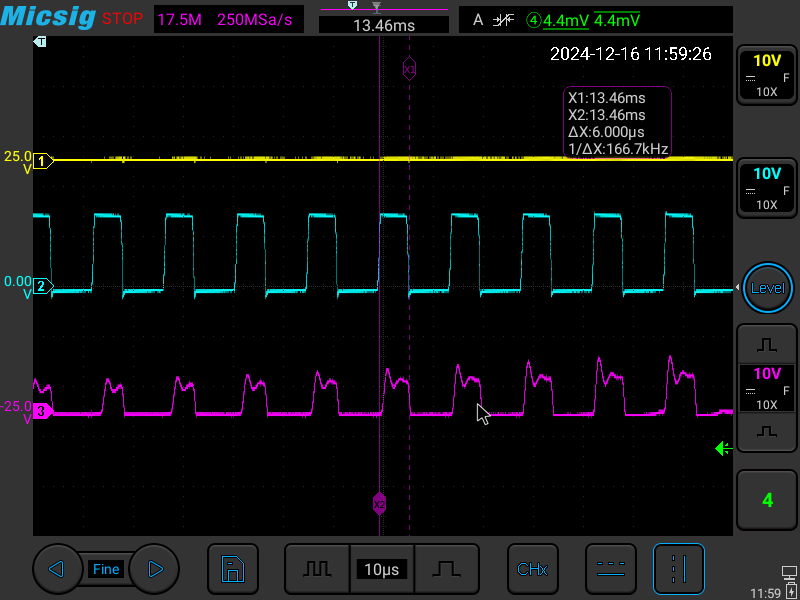 Micsig STOP 17.5M 250MSa/s T 13.46ms A 4 4.4mV 4.4mV
T
2024-12-16 11:59:26
X1
X1:13.46ms
X2:13.46ms
ΔX:6.000μs
1/ΔX:166.7kHz
10V
F
10X
25.0
V
1
10V
F
10X
0.00
V
2
Level
10V
F
10X
-25.0
V
3
X2
4
Fine
10μs
CHx
11:59